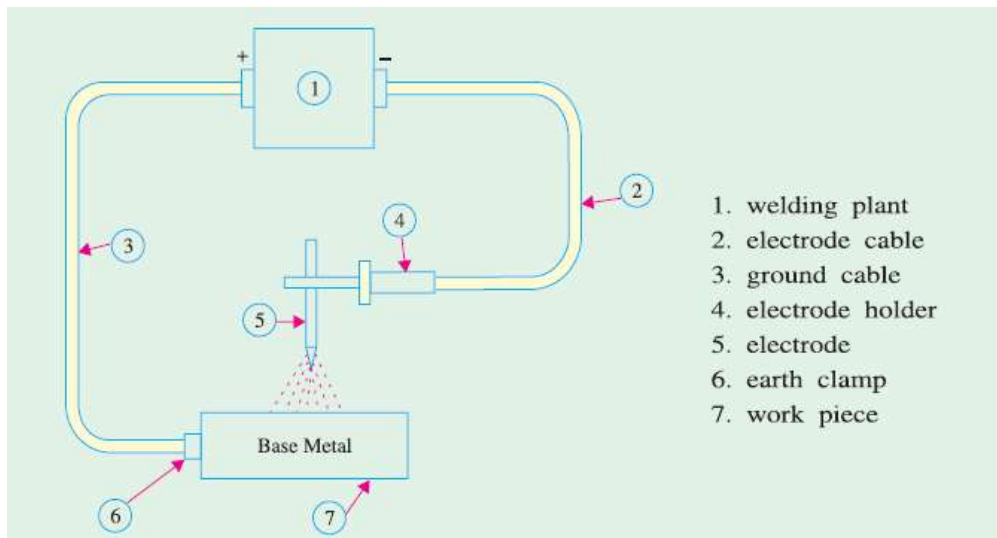 +
–
1
2
3
4
5
6
7
Base Metal
1. welding plant
2. electrode cable
3. ground cable
4. electrode holder
5. electrode
6. earth clamp
7. work piece